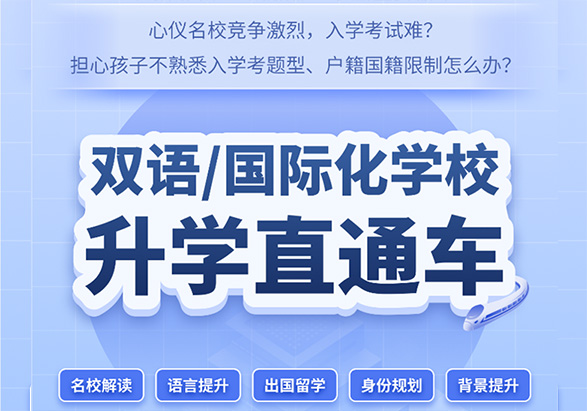 心仪名校竞争激烈，入学考试难？
担心孩子不熟悉入学考题型、户籍国籍限制怎么办？
双语/国际化学校
升学直通车
名校解读 语言提升 出国留学 身份规划 背景提升